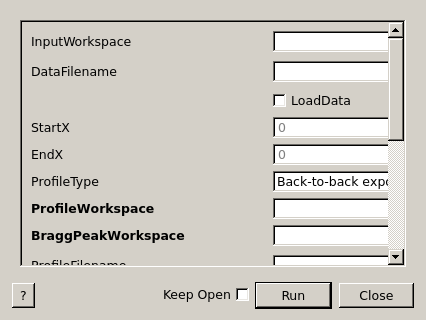 InputWorkspace
DataFilename
LoadData
StartX 0
EndX 0
ProfileType Back-to-back expo
ProfileWorkspace
BraggPeakWorkspace
ProfileFilename
? Keep Open Run Close